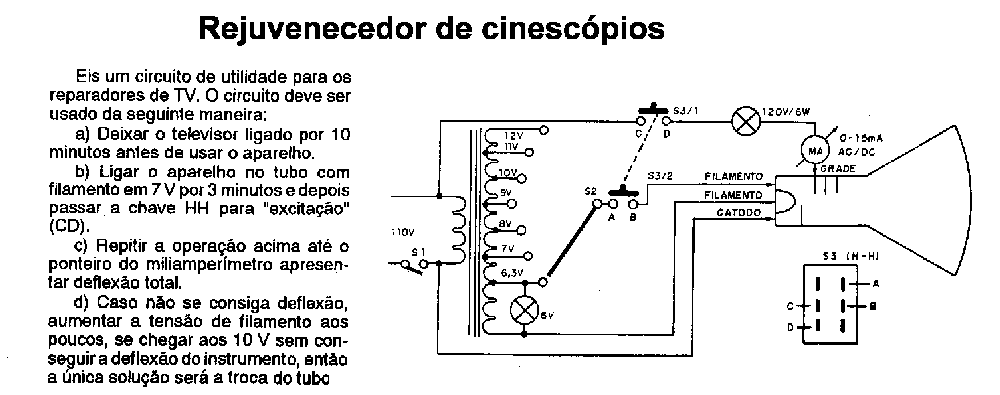 Rejuvenecedor de cinescópios
Eis um circuito de utilidade para os
reparadores de TV. O circuito deve ser
usado da seguinte maneira:
a) Deixar o televisor ligado por 10
minutos antes de usar o aparelho.
b) Ligar o aparelho no tubo com
filamento em 7 V por 3 minutos e depois
passar a chave HH para "excitação"
(CD).
c) Repitir a operação acima até o
ponteiro do miliamperímetro apresen-
tar deflexão total.
d) Caso não se consiga deflexão,
aumentar a tensão de filamento aos
poucos, se chegar aos 10 V sem con-
seguir a deflexão do instrumento, então
a única solução será a troca do tubo
S3/1
120V/6W
C D
12V
11V
0-15mA
MA
AC/DC
10V
S3/2
FILAMENTO
GRADE
9V
S2
FILAMENTO
A B
CATODO
8V
110V
S1
7V
6,3V
6V
S3 (H-H)
A
C
B
D